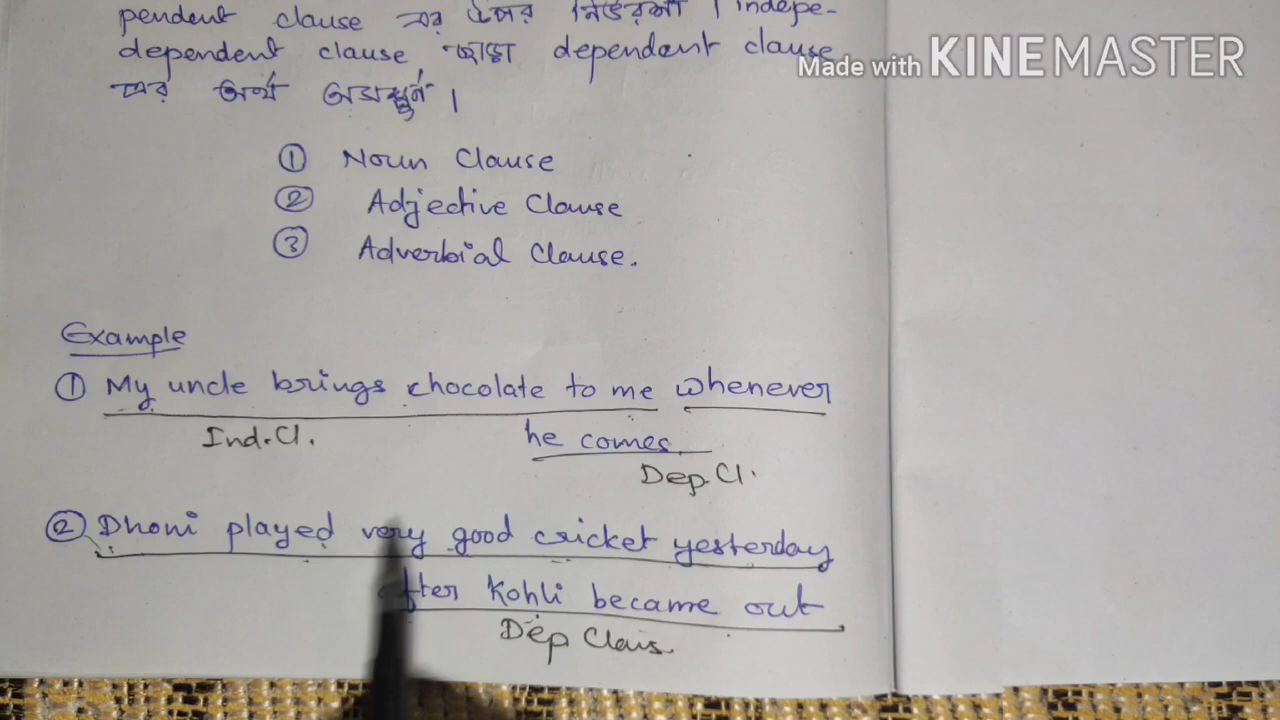 pendent clause এর উপর নির্ভরশীল । indepe-
dependent clause ছাড়া dependent clause
এর অর্থ অসম্পূর্ন ।
① Noun Clause
② Adjective Clause
③ Adverbial Clause.
Example
① My uncle brings chocolate to me whenever
Ind. Cl.
he comes.
Dep. Cl.
② Dhoni played very good cricket yesterday
after Kohli became out
Dep Claus.
Made with KINEMASTER